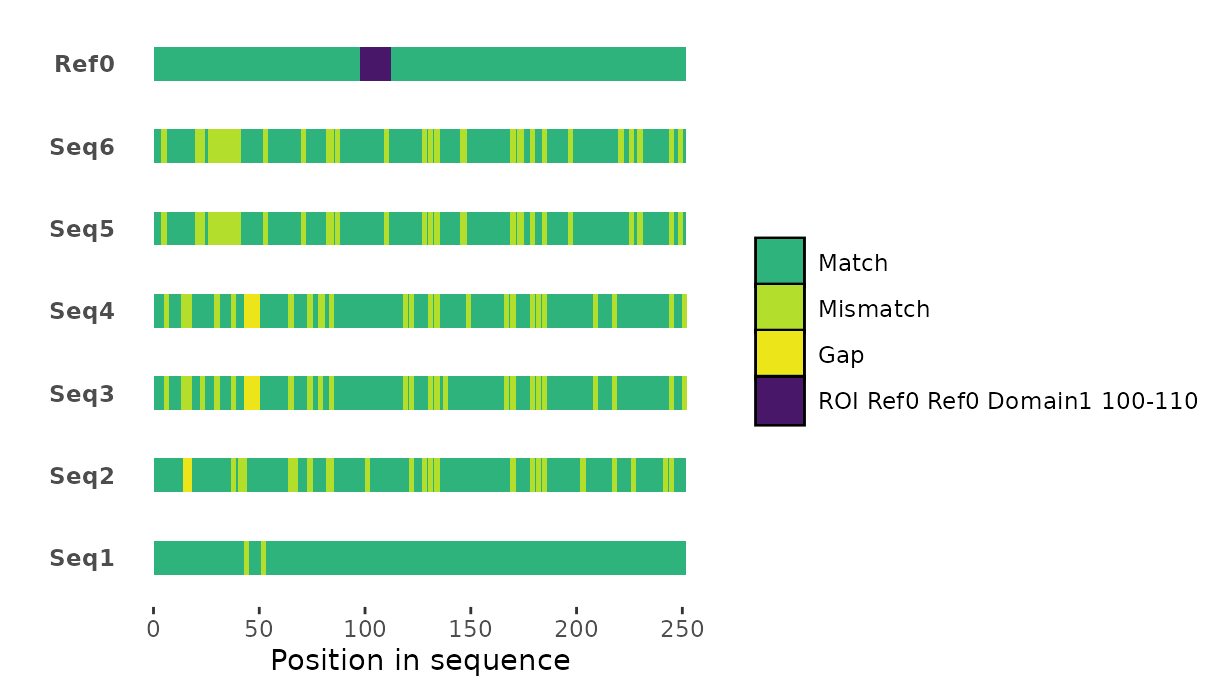 Ref0
Seq6
Seq5
Seq4
Seq3
Seq2
Seq1
0 50 100 150 200 250
Position in sequence
Match
Mismatch
Gap
ROI Ref0 Ref0 Domain1 100-110